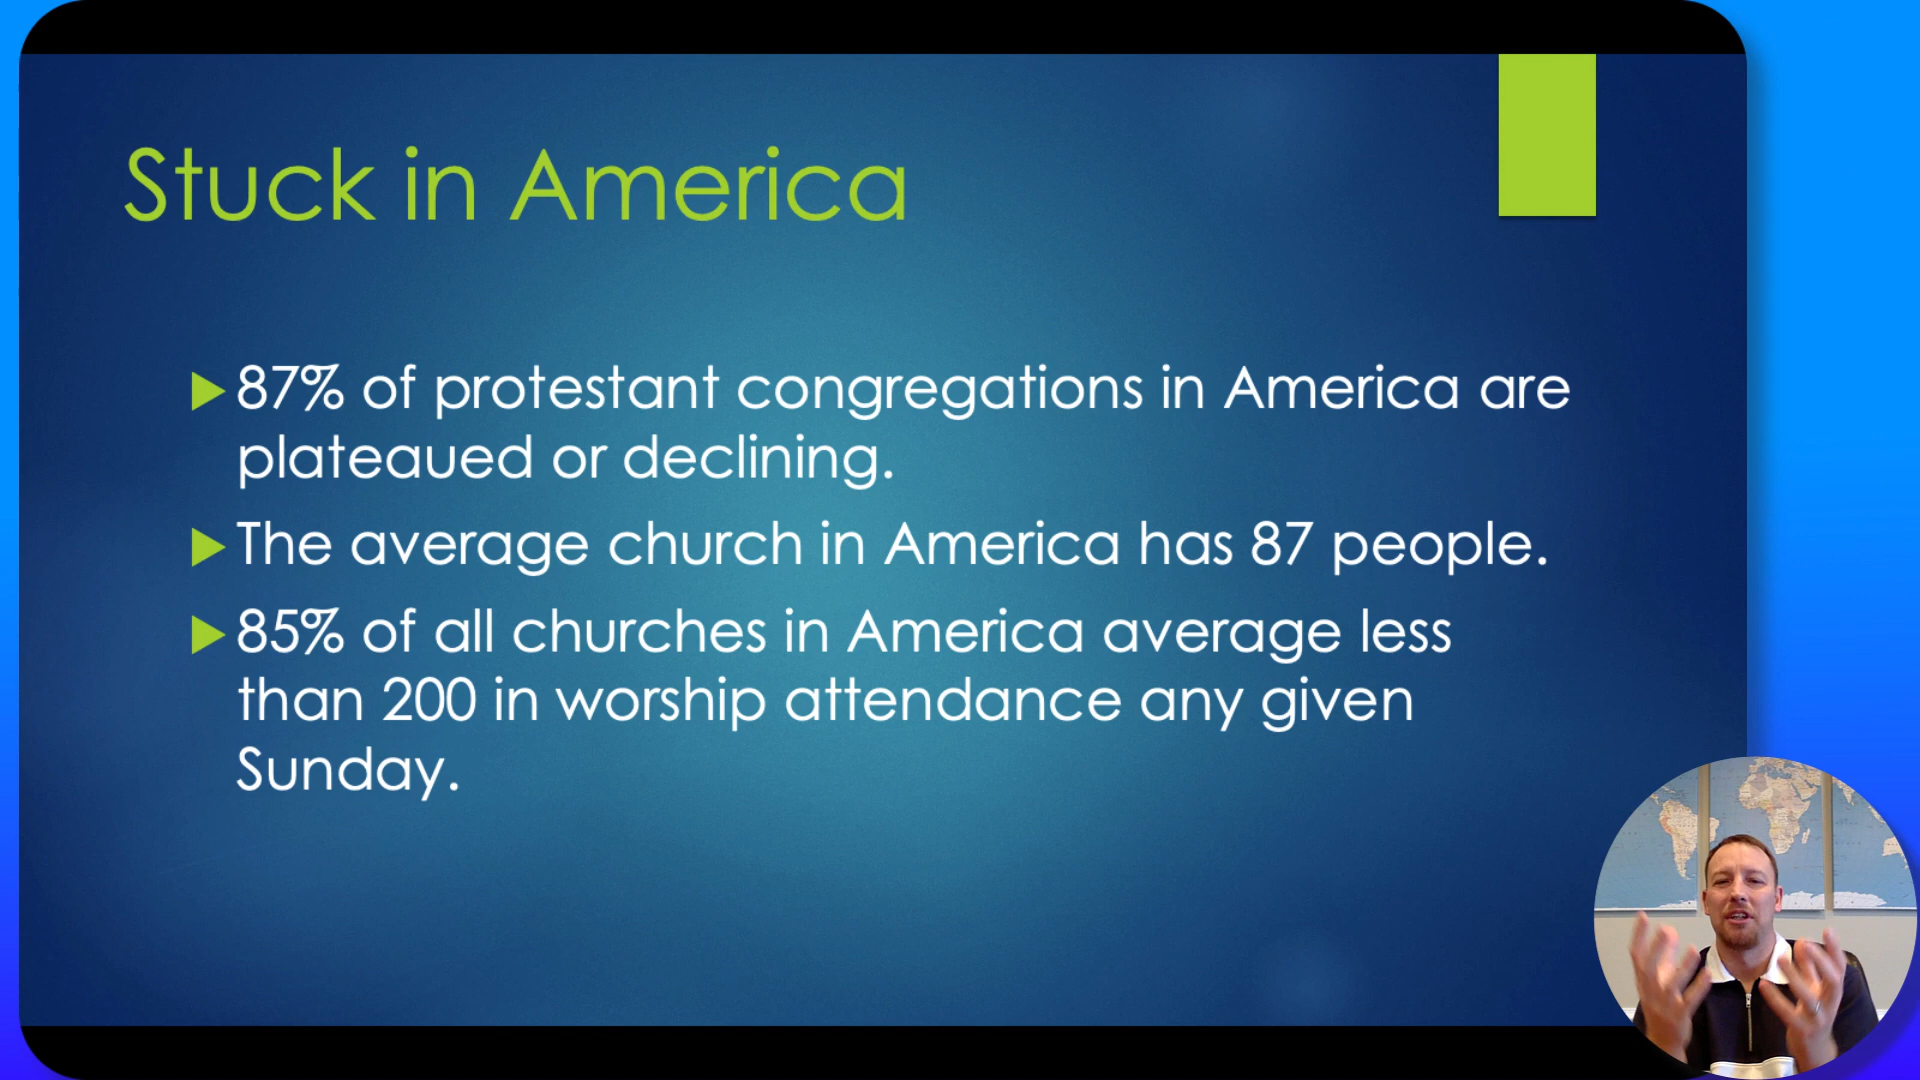 Stuck in America
87% of protestant congregations in America are
plateaued or declining.
The average church in America has 87 people.
85% of all churches in America average less
than 200 in worship attendance any given
Sunday.